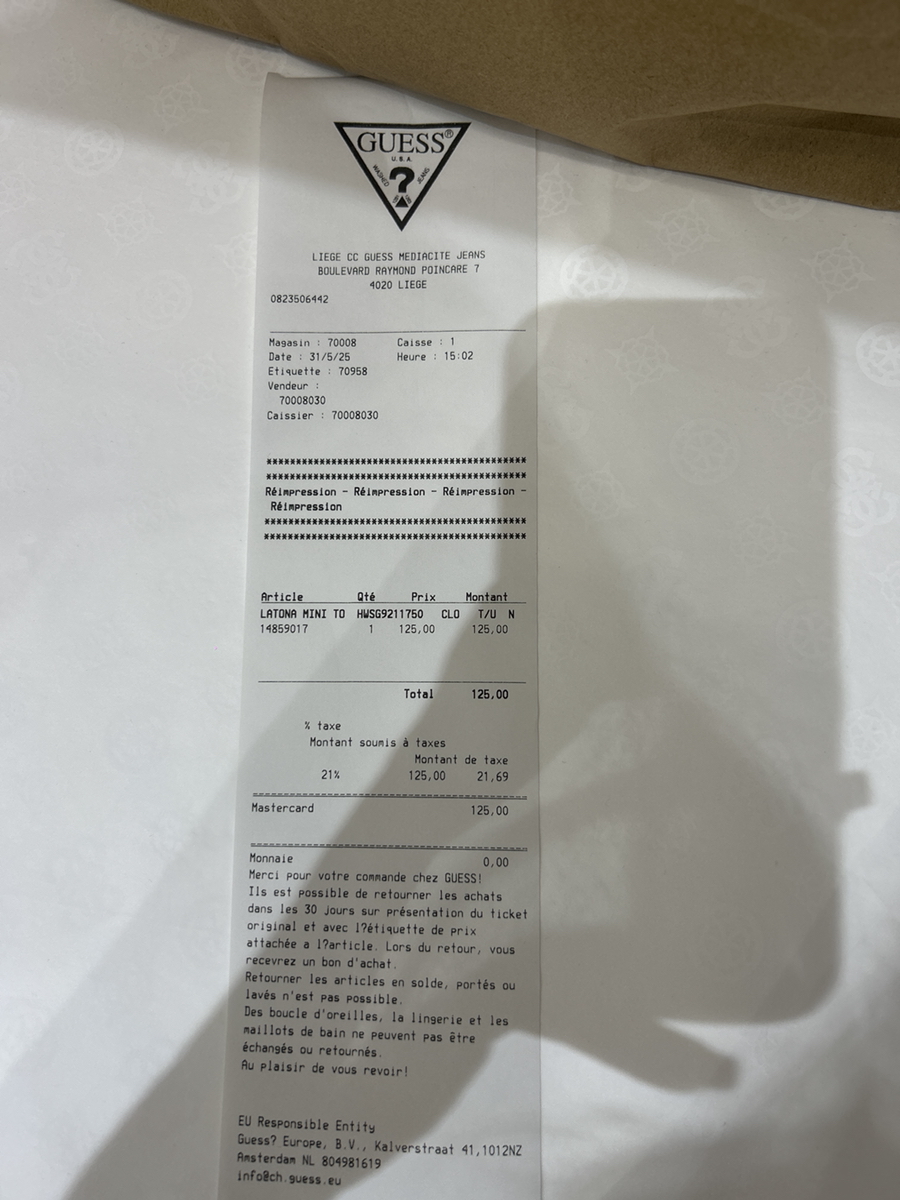 GUESS®
U.S.A.
WASHED JEANS
?
LIEGE CC GUESS MEDIACITE JEANS
BOULEVARD RAYMOND POINCARE 7
4020 LIEGE
0823506442
Magasin : 70008 Caisse : 1
Date : 31/5/25 Heure : 15:02
Etiquette : 70958
Vendeur :
70008030
Caissier : 70008030
******************************************
******************************************
Réimpression - Réimpression - Réimpression -
Réimpression
******************************************
******************************************
Article Qté Prix Montant
LATONA MINI TO HWSG9211750 CLO T/U N
14859017 1 125,00 125,00
Total 125,00
% taxe
Montant soumis à taxes
Montant de taxe
21% 125,00 21,69
Mastercard 125,00
Monnaie 0,00
Merci pour votre commande chez GUESS!
Ils est possible de retourner les achats
dans les 30 jours sur présentation du ticket
original et avec l?étiquette de prix
attachée a l?article. Lors du retour, vous
recevrez un bon d'achat.
Retourner les articles en solde, portés ou
lavés n'est pas possible.
Des boucle d'oreilles, la lingerie et les
maillots de bain ne peuvent pas être
échangés ou retournés.
Au plaisir de vous revoir!
EU Responsible Entity
Guess? Europe, B.V., Kalverstraat 41,1012NZ
Amsterdam NL 804981619
info@ch.guess.eu